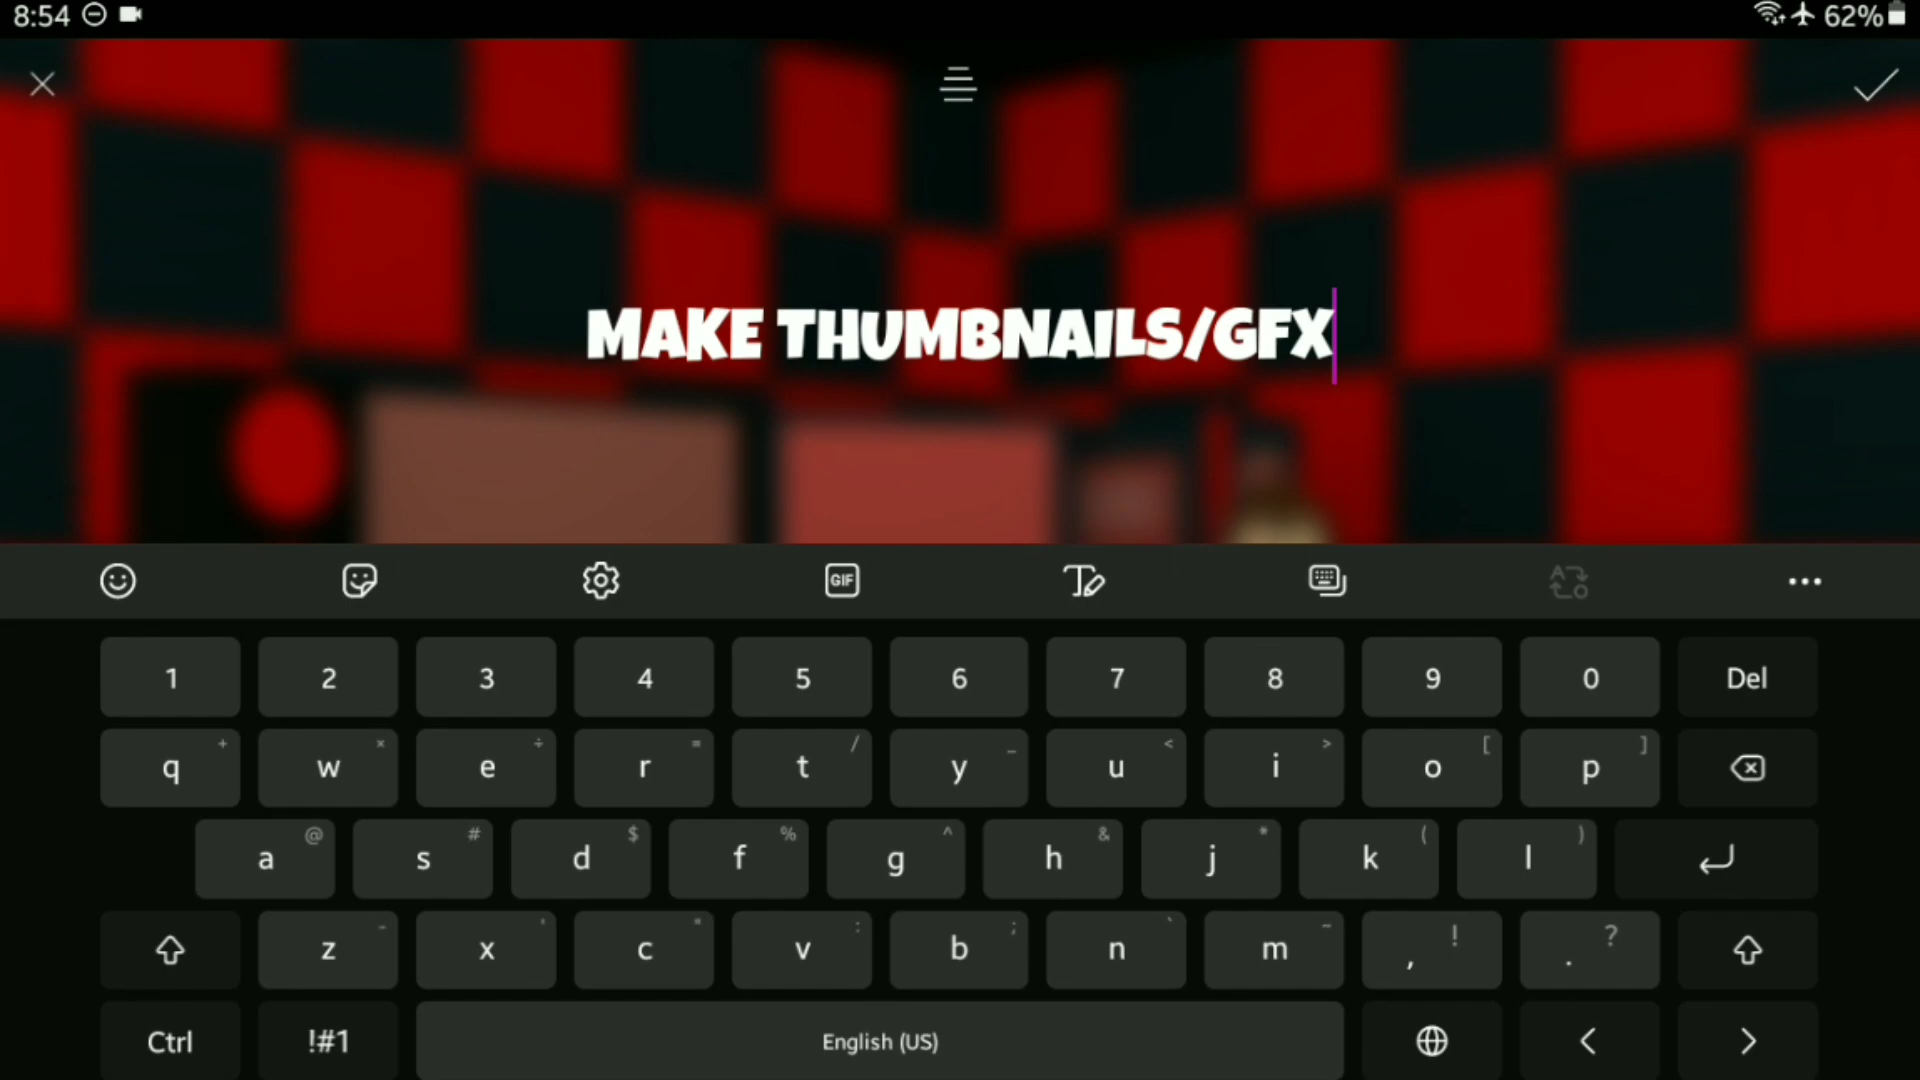 8:54 62%
MAKE THUMBNAILS/GFX
GIF
1 2 3 4 5 6 7 8 9 0 Del
+ × ÷ = / _ < > [ ]
q w e r t y u i o p
@ # $ % ^ & * ( )
a s d f g h j k l
- ' " : ; ` ~ ! ?
z x c v b n m , .
Ctrl !#1 English (US) < >